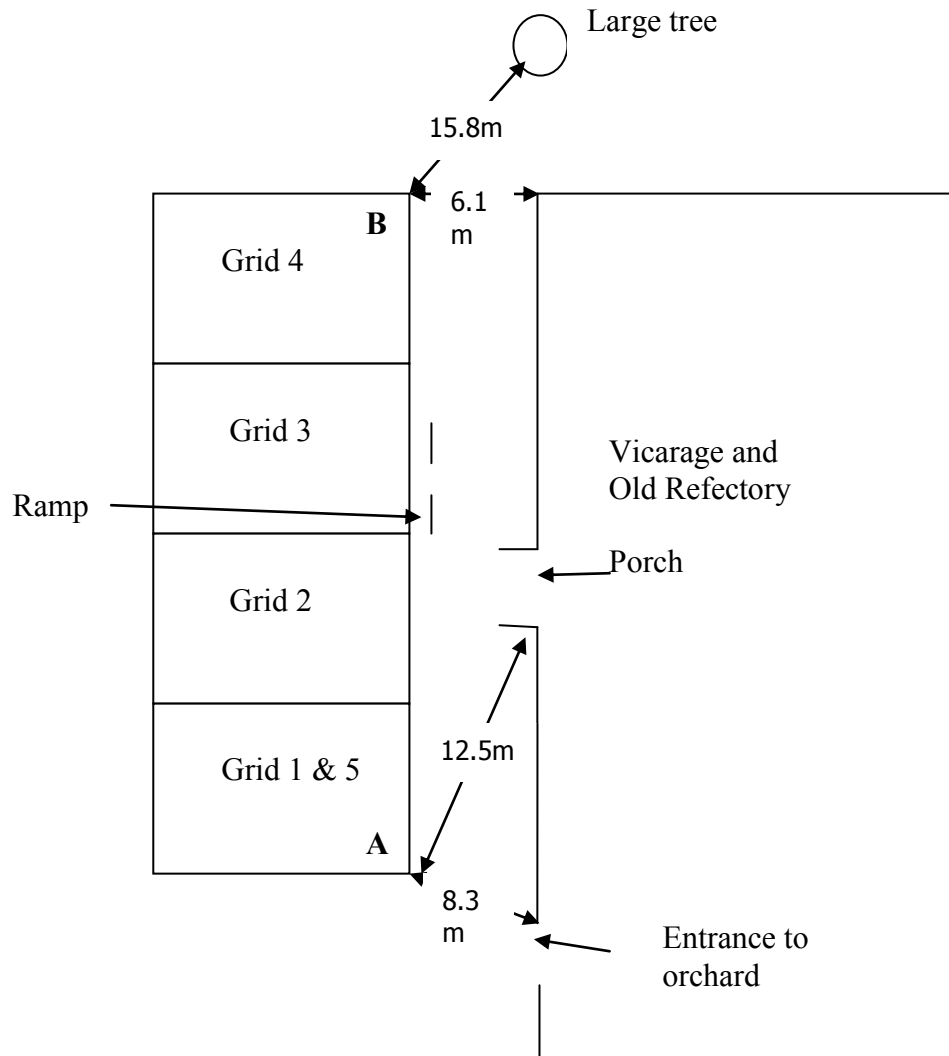 Large tree
15.8m
6.1
m
B
Grid 4
Grid 3
Vicarage and
Old Refectory
Ramp
Porch
Grid 2
12.5m
Grid 1 & 5
A
8.3
m
Entrance to
orchard